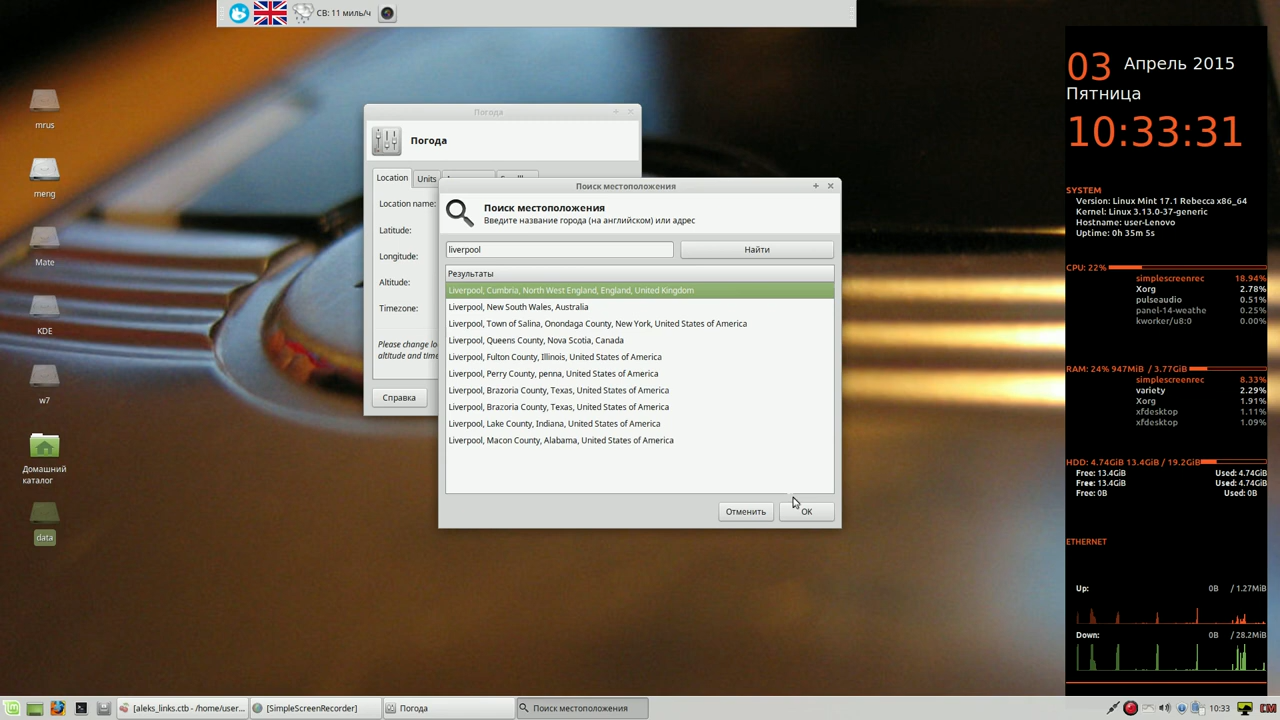 СВ: 11 миль/ч
mrus
meng
Mate
KDE
w7
Домашний
каталог
data
Погода
Погода
Location
Units
Location name:
Latitude:
Longitude:
Altitude:
Timezone:
Please change lo
altitude and time
Справка
Поиск местоположения
Поиск местоположения
Введите название города (на английском) или адрес
liverpool
Найти
Результаты
Liverpool, Cumbria, North West England, England, United Kingdom
Liverpool, New South Wales, Australia
Liverpool, Town of Salina, Onondaga County, New York, United States of America
Liverpool, Queens County, Nova Scotia, Canada
Liverpool, Fulton County, Illinois, United States of America
Liverpool, Perry County, penna, United States of America
Liverpool, Brazoria County, Texas, United States of America
Liverpool, Brazoria County, Texas, United States of America
Liverpool, Lake County, Indiana, United States of America
Liverpool, Macon County, Alabama, United States of America
Отменить
OK
03 Апрель 2015
Пятница
10:33:31
SYSTEM
Version: Linux Mint 17.1 Rebecca x86_64
Kernel: Linux 3.13.0-37-generic
Hostname: user-Lenovo
Uptime: 0h 35m 5s
CPU: 22%
simplescreenrec 18.94%
Xorg 2.78%
pulseaudio 0.51%
panel-14-weathe 0.25%
kworker/u8:0 0.00%
RAM: 24% 947MiB / 3.77GiB
simplescreenrec 8.33%
variety 2.29%
Xorg 1.91%
xfdesktop 1.11%
xfdesktop 1.09%
HDD: 4.74GiB 13.4GiB / 19.2GiB
Free: 13.4GiB Used: 4.74GiB
Free: 13.4GiB Used: 4.74GiB
Free: 0B Used: 0B
ETHERNET
Up: 0B / 1.27MiB
Down: 0B / 28.2MiB
[aleks_links.ctb - /home/user...
[SimpleScreenRecorder]
Погода
Поиск местоположения
10:33